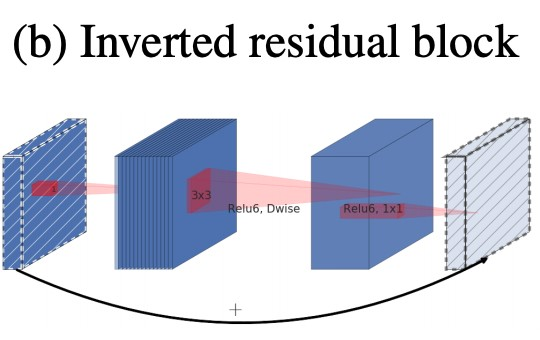 (b) Inverted residual block
3x3
Relu6, Dwise
Relu6, 1x1
+